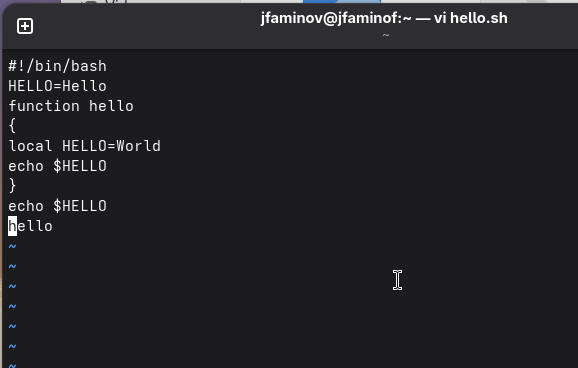 jfaminov@jfaminof:~ — vi hello.sh
~
#!/bin/bash
HELLO=Hello
function hello
{
local HELLO=World
echo $HELLO
}
echo $HELLO
hello
~
~
~
~
~
~
~